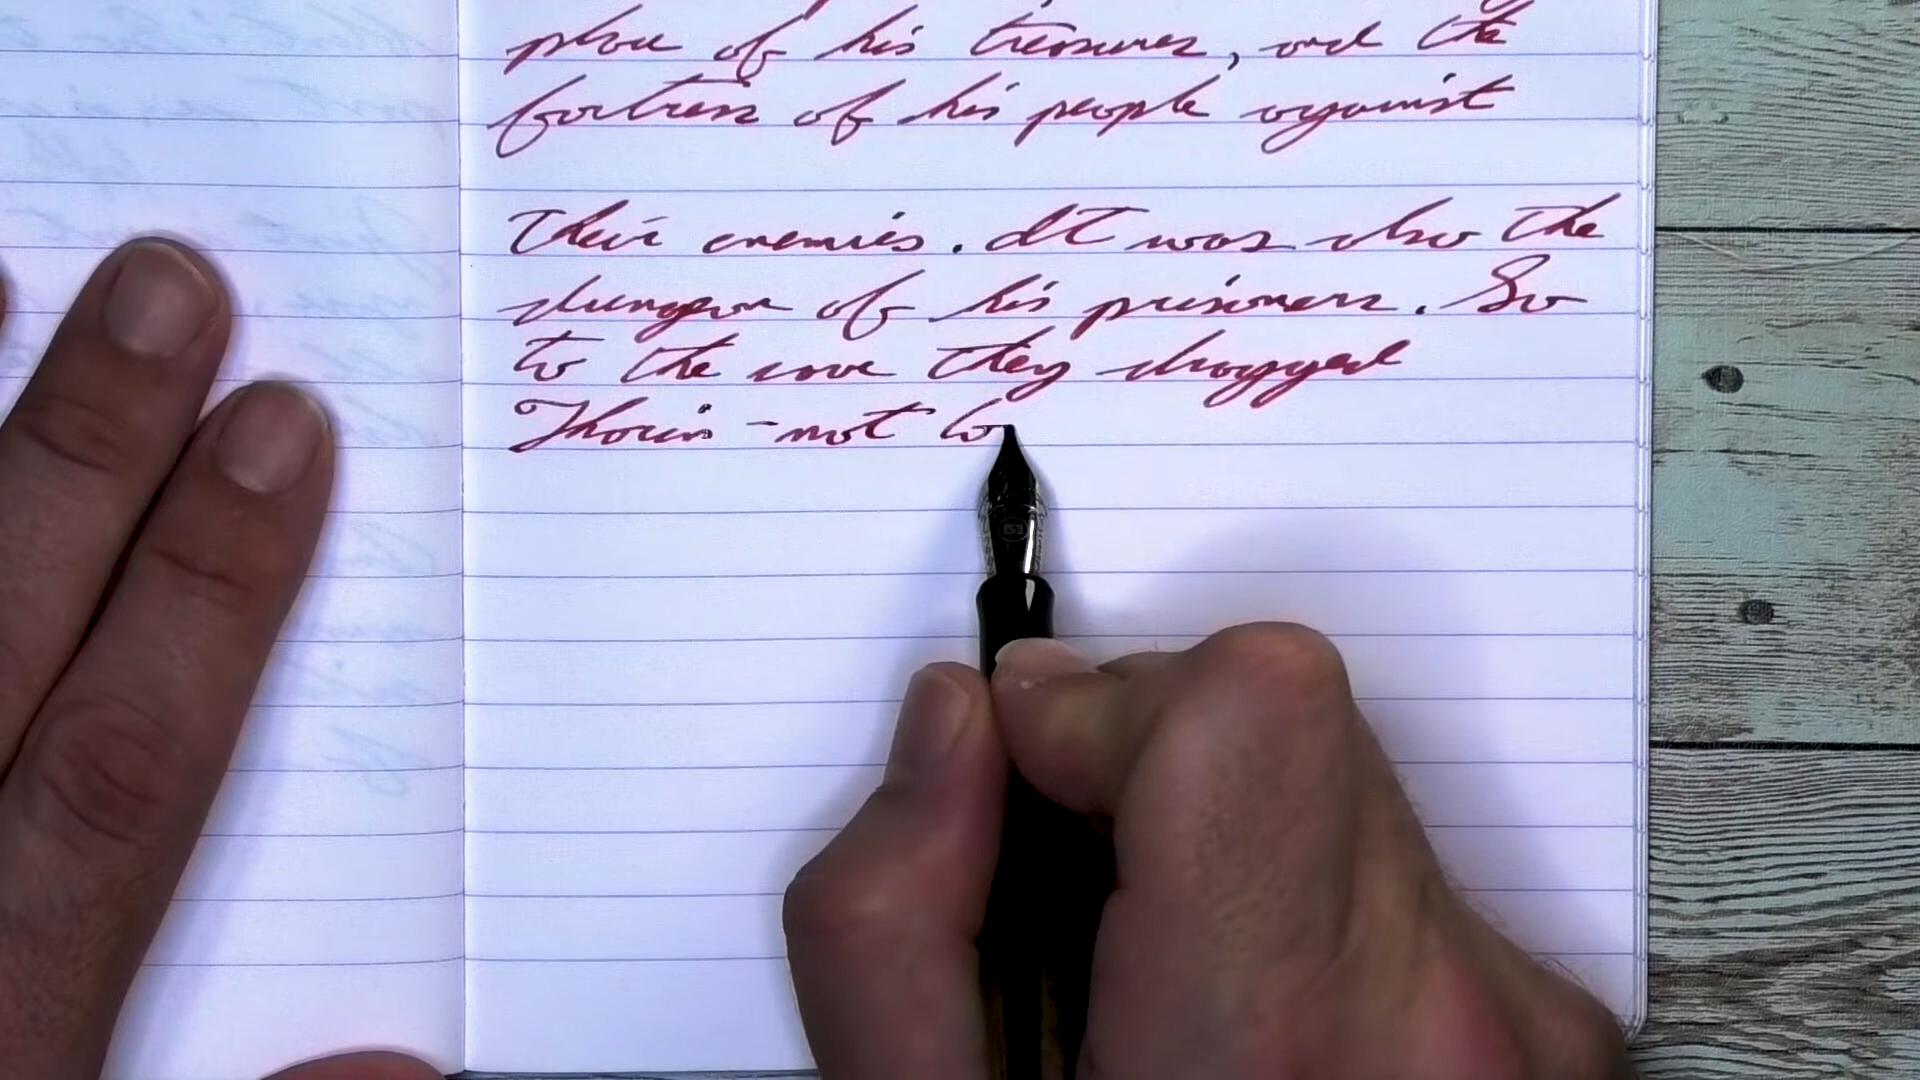 place of his treasures, and the
fortress of his people against
their enemies. It was also the
dungeon of his prisoners. So
to the cave they dragged
Thorin - not to